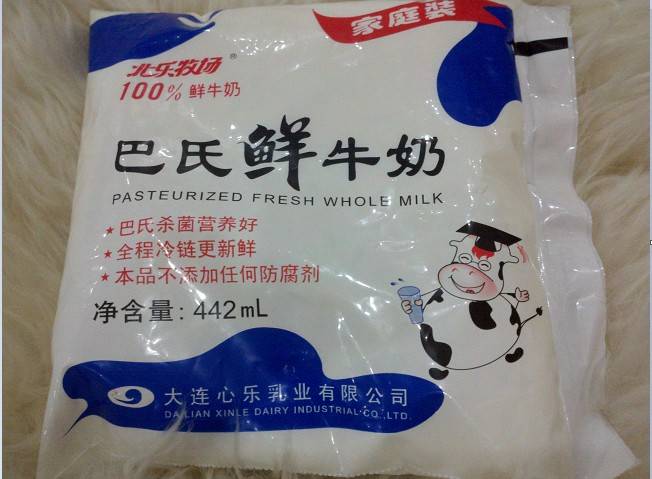 家庭装
北乐牧场®
100%鲜牛奶
巴氏鲜牛奶
PASTEURIZED FRESH WHOLE MILK
★巴氏杀菌营养好
★全程冷链更新鲜
★本品不添加任何防腐剂
净含量: 442mL
大连心乐乳业有限公司
DALIAN XINLE DAIRY INDUSTRIAL CO.,LTD.